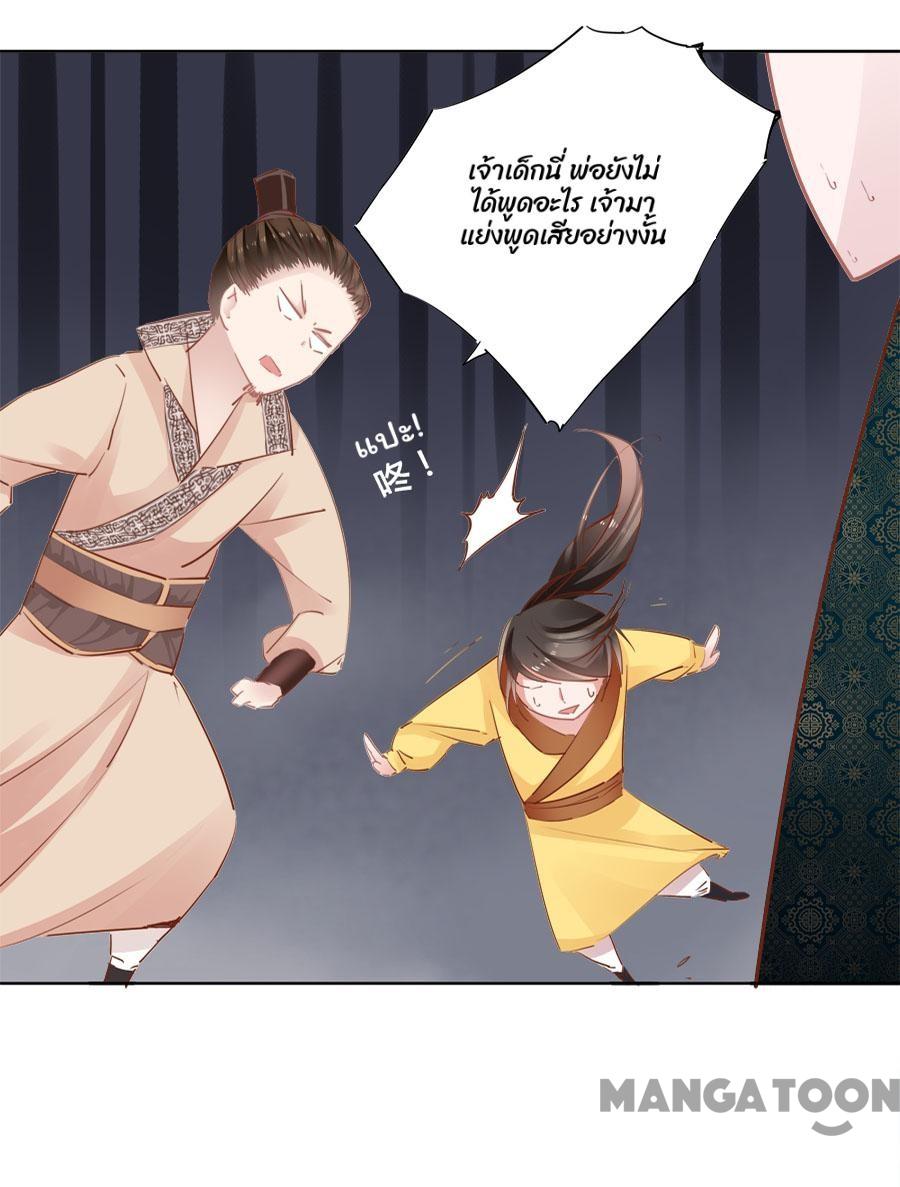 เจ้าเด็กนี่ พ่อยังไม่
ได้พูดอะไร เจ้ามา
แย่งพูดเสียอย่างงั้น
แปะ!
咚！
MANGATOON